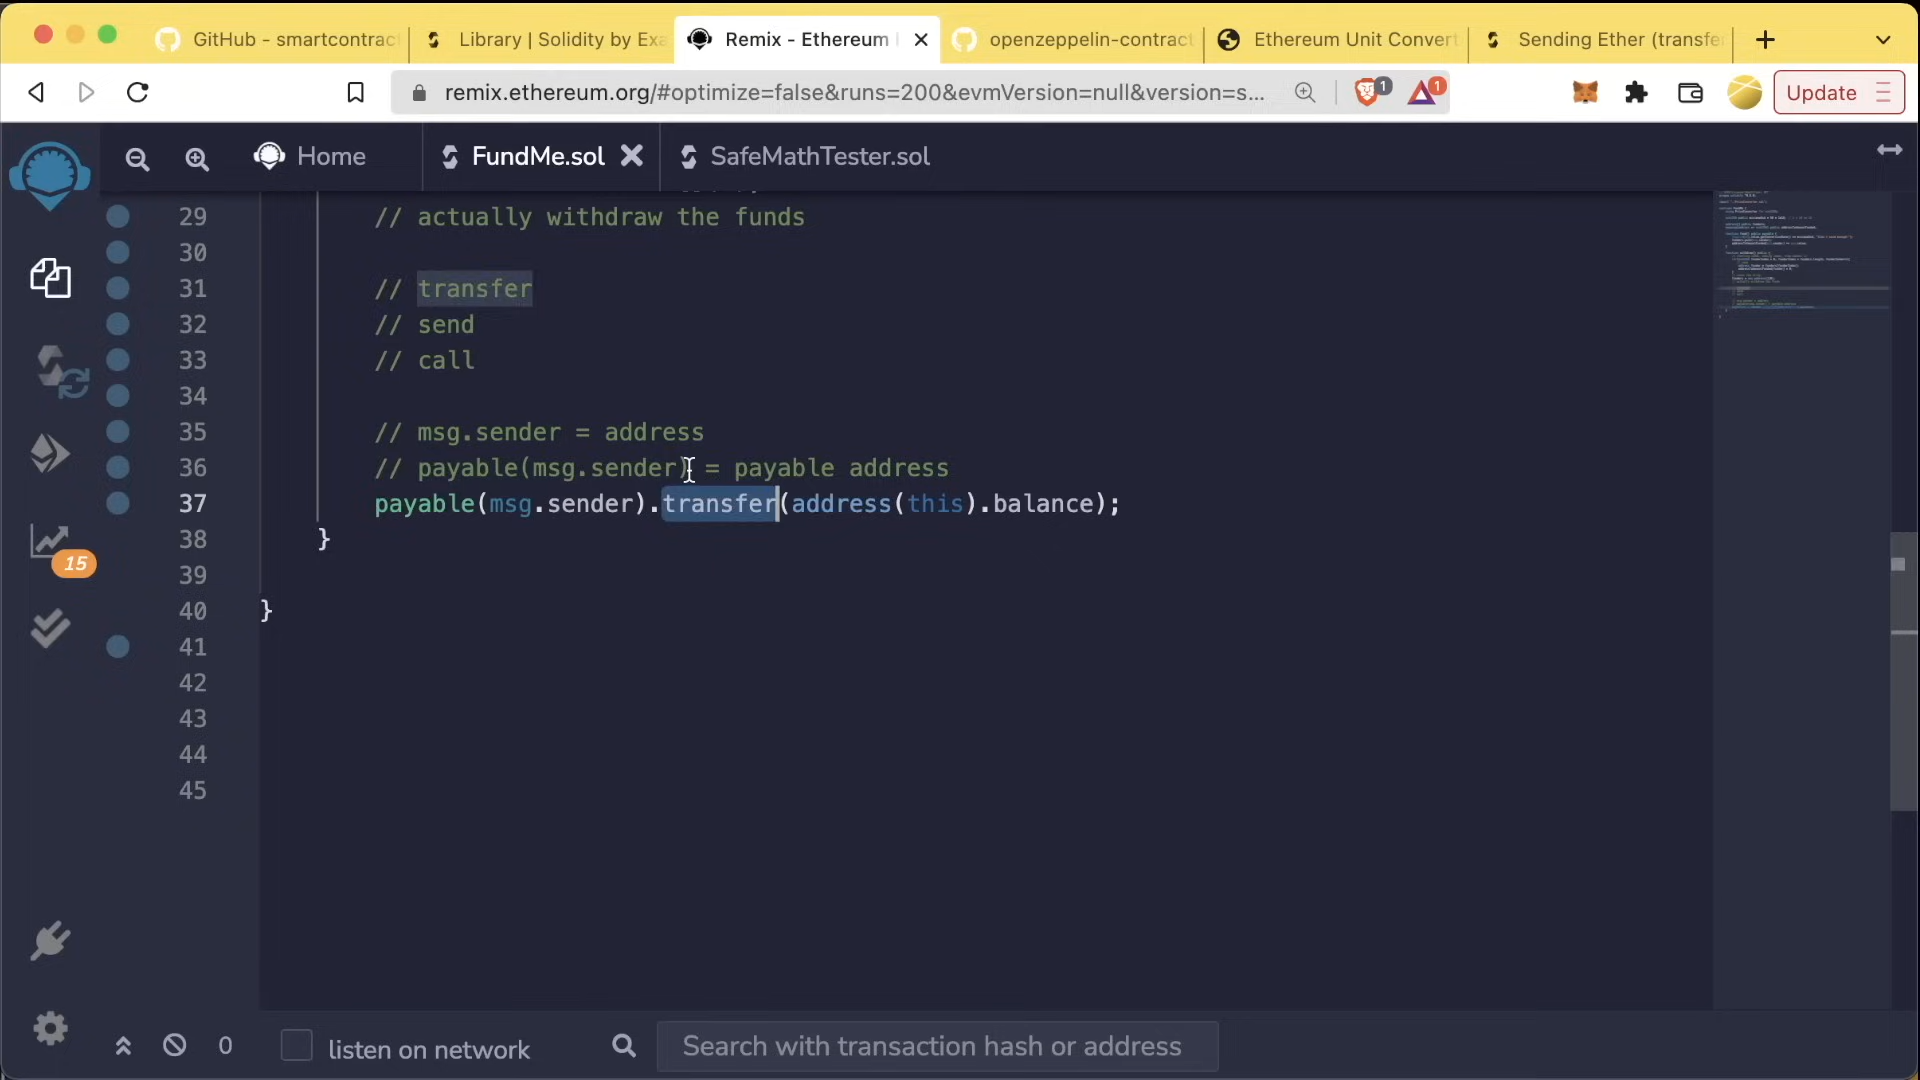 GitHub - smartcontract
Library | Solidity by Exa
Remix - Ethereum
openzeppelin-contract
Ethereum Unit Convert
Sending Ether (transfe
remix.ethereum.org/#optimize=false&runs=200&evmVersion=null&version=s...
1
1
Update
Home
FundMe.sol
SafeMathTester.sol
29 // actually withdraw the funds
30
31 // transfer
32 // send
33 // call
34
35 // msg.sender = address
36 // payable(msg.sender) = payable address
37 payable(msg.sender).transfer(address(this).balance);
38 }
39
40 }
41
42
43
44
45
15
0
listen on network
Search with transaction hash or address